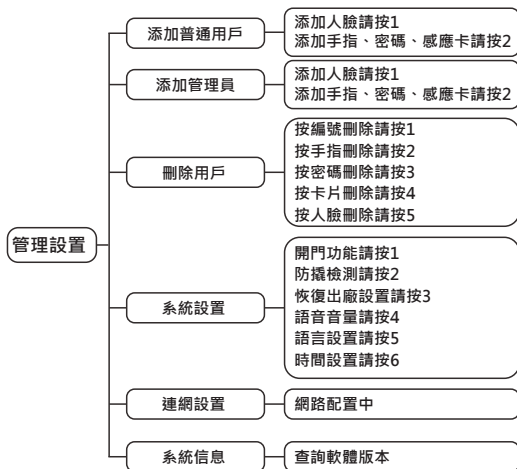 管理設置
添加普通用戶
添加人臉請按1
添加手指、密碼、感應卡請按2
添加管理員
添加人臉請按1
添加手指、密碼、感應卡請按2
刪除用戶
按編號刪除請按1
按手指刪除請按2
按密碼刪除請按3
按卡片刪除請按4
按人臉刪除請按5
系統設置
開門功能請按1
防撬檢測請按2
恢復出廠設置請按3
語音音量請按4
語言設置請按5
時間設置請按6
連網設置
網路配置中
系統信息
查詢軟體版本